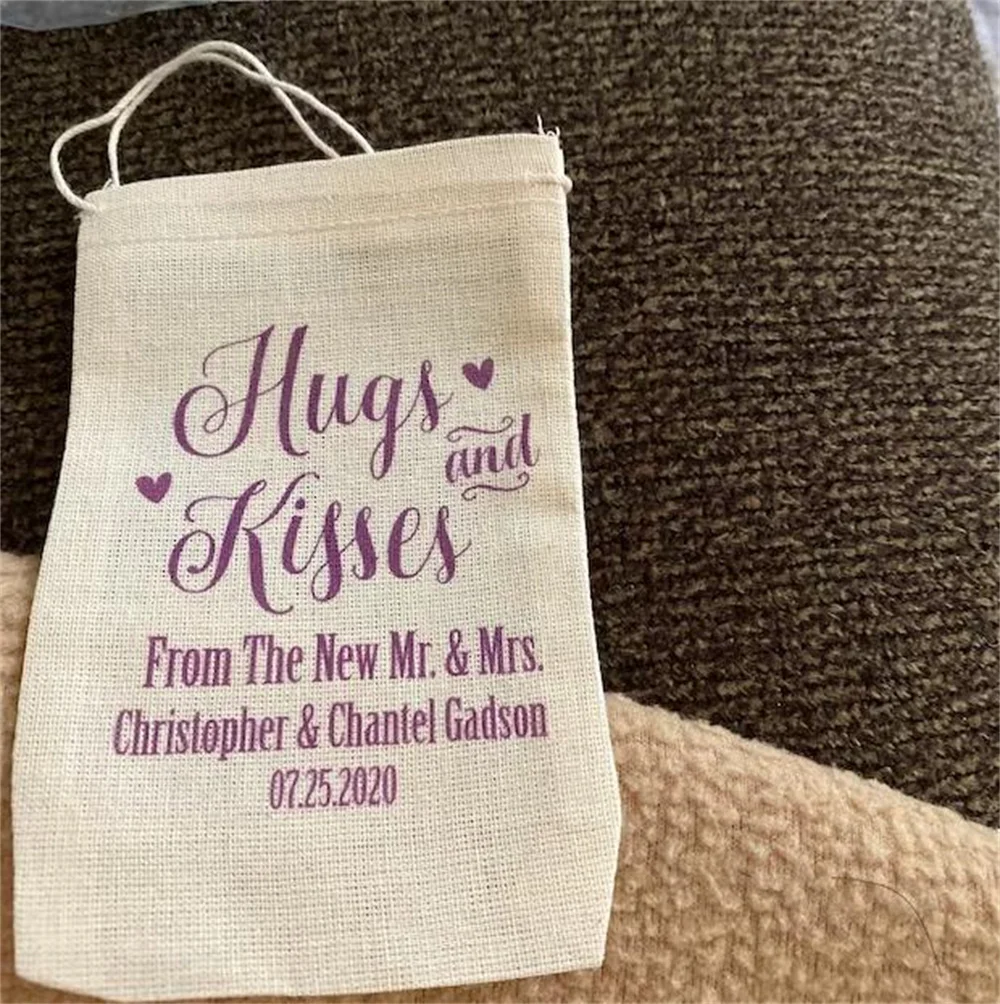 Hugs
and
Kisses
From The New Mr. & Mrs.
Christopher & Chantel Gadson
07.25.2020